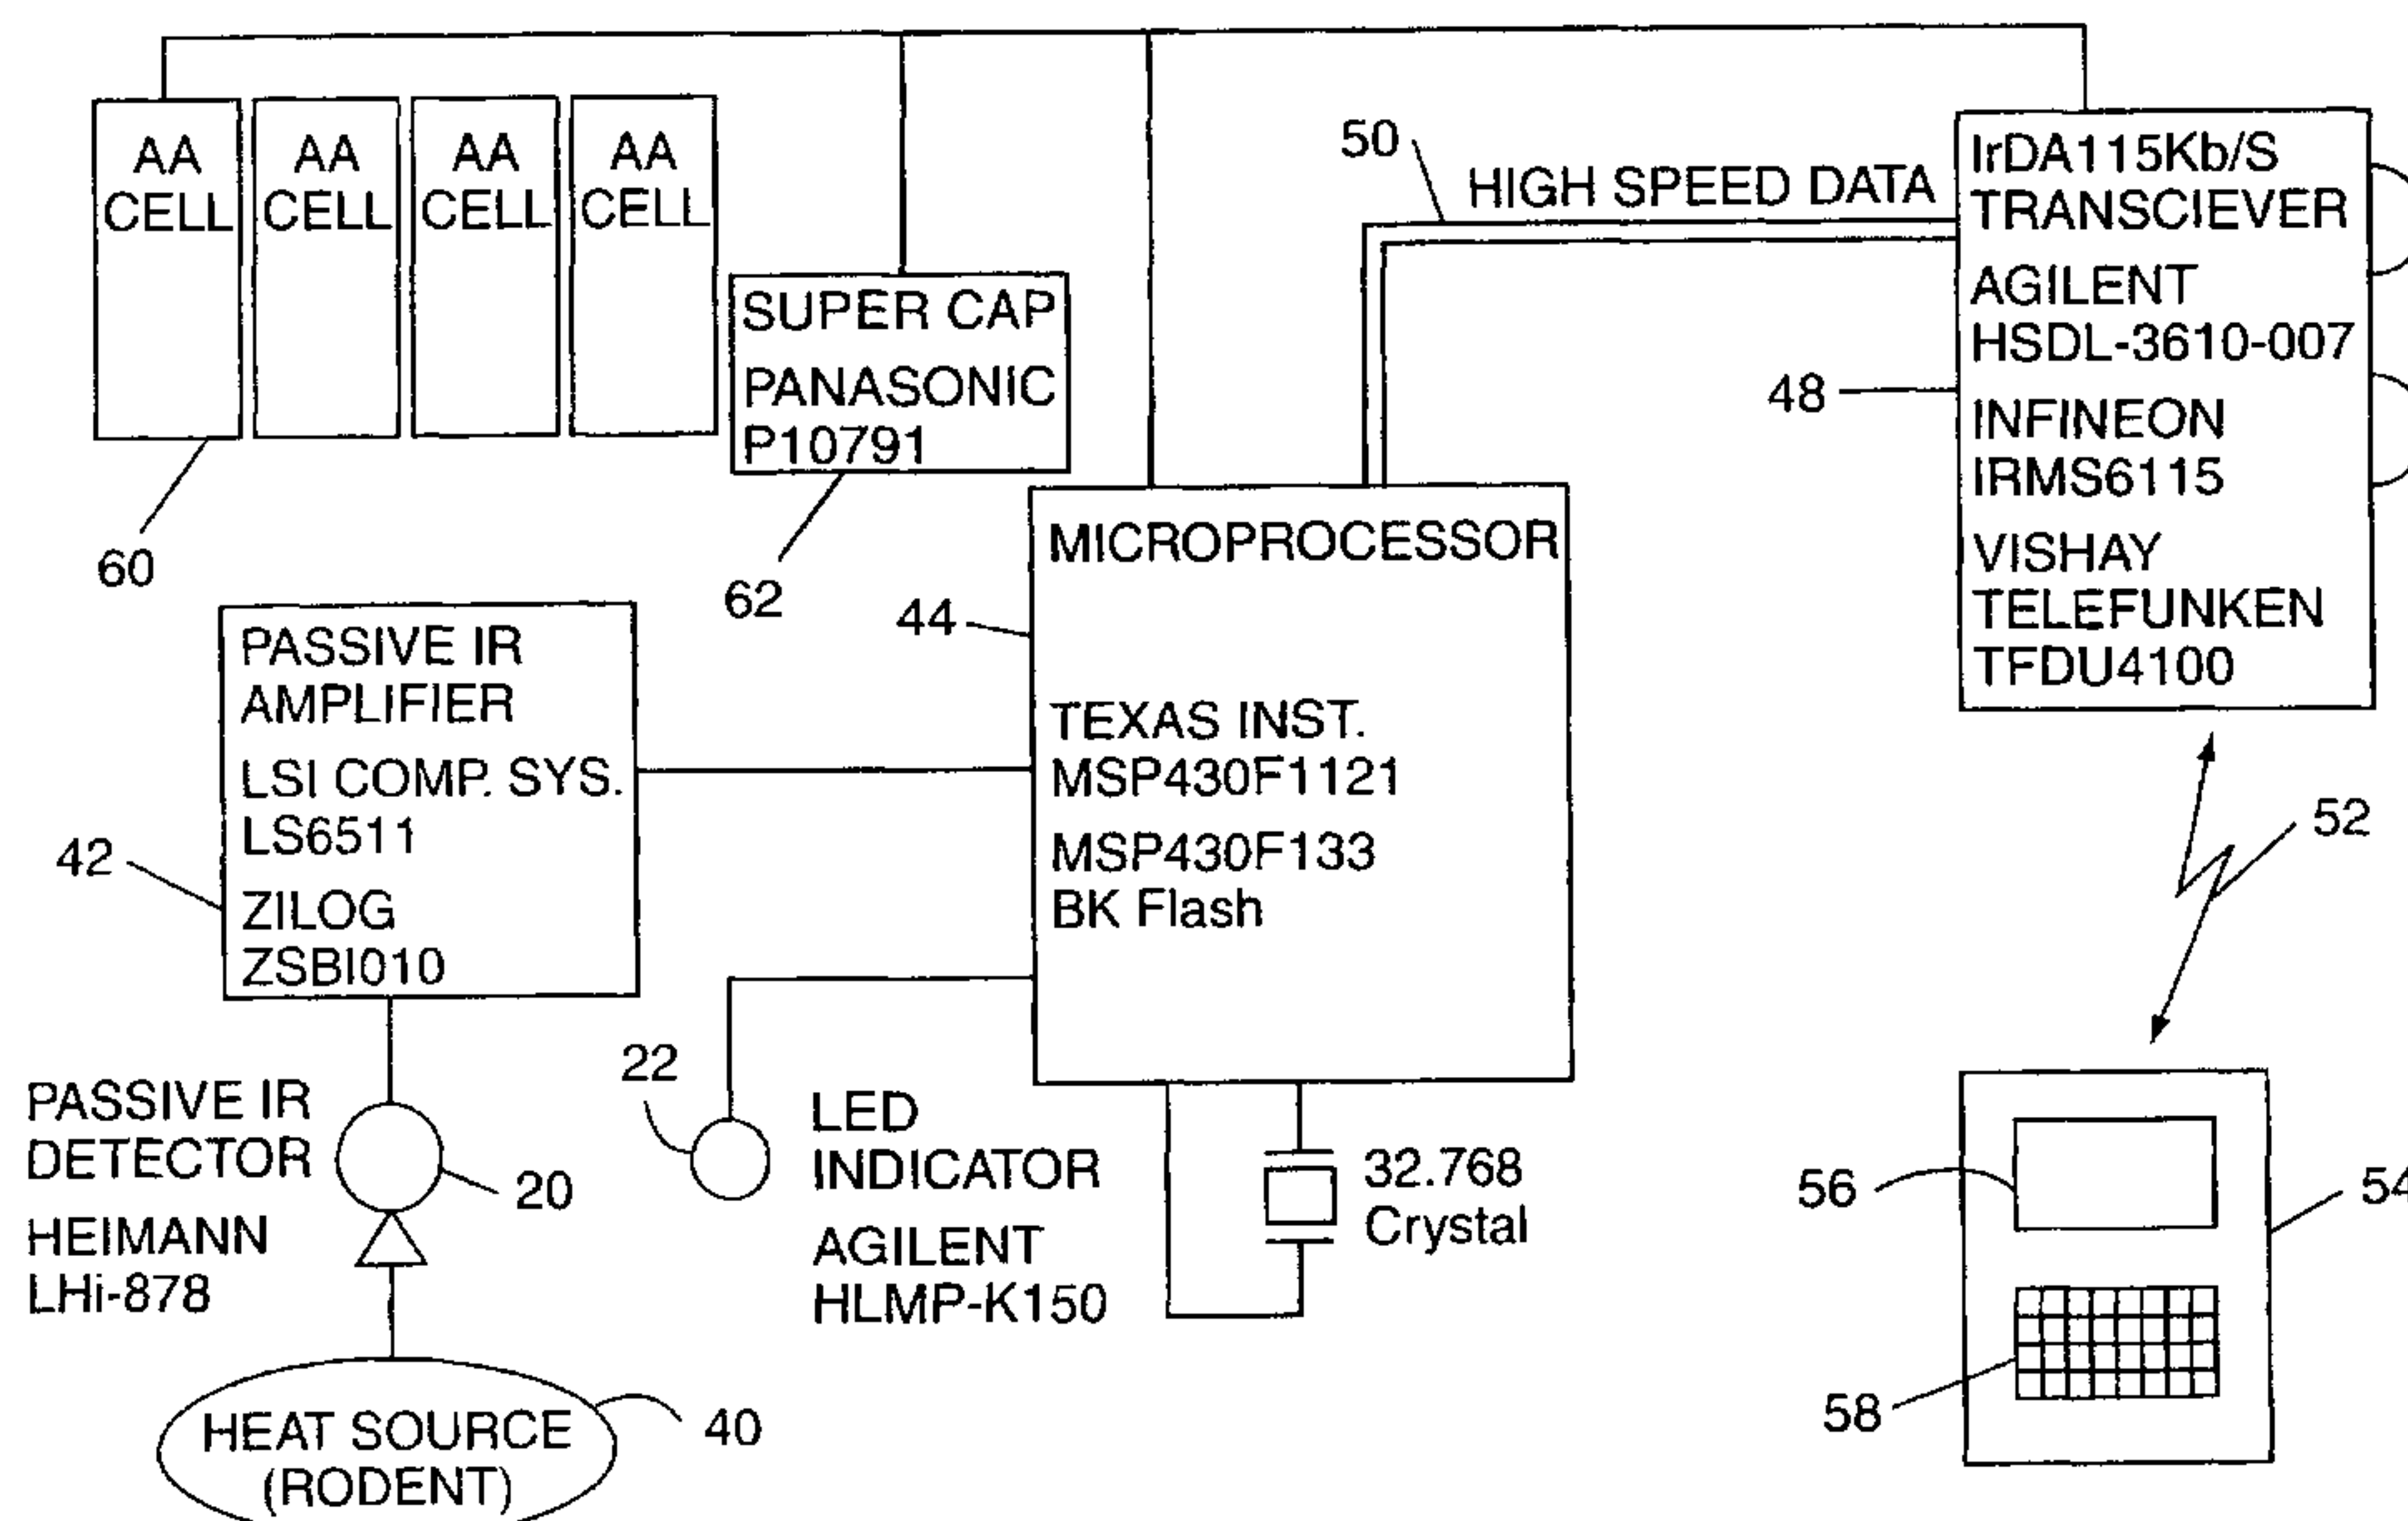 AA
CELL
AA
CELL
AA
CELL
AA
CELL
60
SUPER CAP
PANASONIC
P10791
62
50
HIGH SPEED DATA
IrDA115Kb/S
TRANSCIEVER
AGILENT
HSDL-3610-007
INFINEON
IRMS6115
VISHAY
TELEFUNKEN
TFDU4100
48
MICROPROCESSOR
TEXAS INST.
MSP430F1121
MSP430F133
BK Flash
44
PASSIVE IR
AMPLIFIER
LSI COMP. SYS.
LS6511
ZILOG
ZSBI010
42
52
PASSIVE IR
DETECTOR
HEIMANN
LHi-878
20
22
LED
INDICATOR
AGILENT
HLMP-K150
32.768
Crystal
56
54
58
HEAT SOURCE
(RODENT)
40